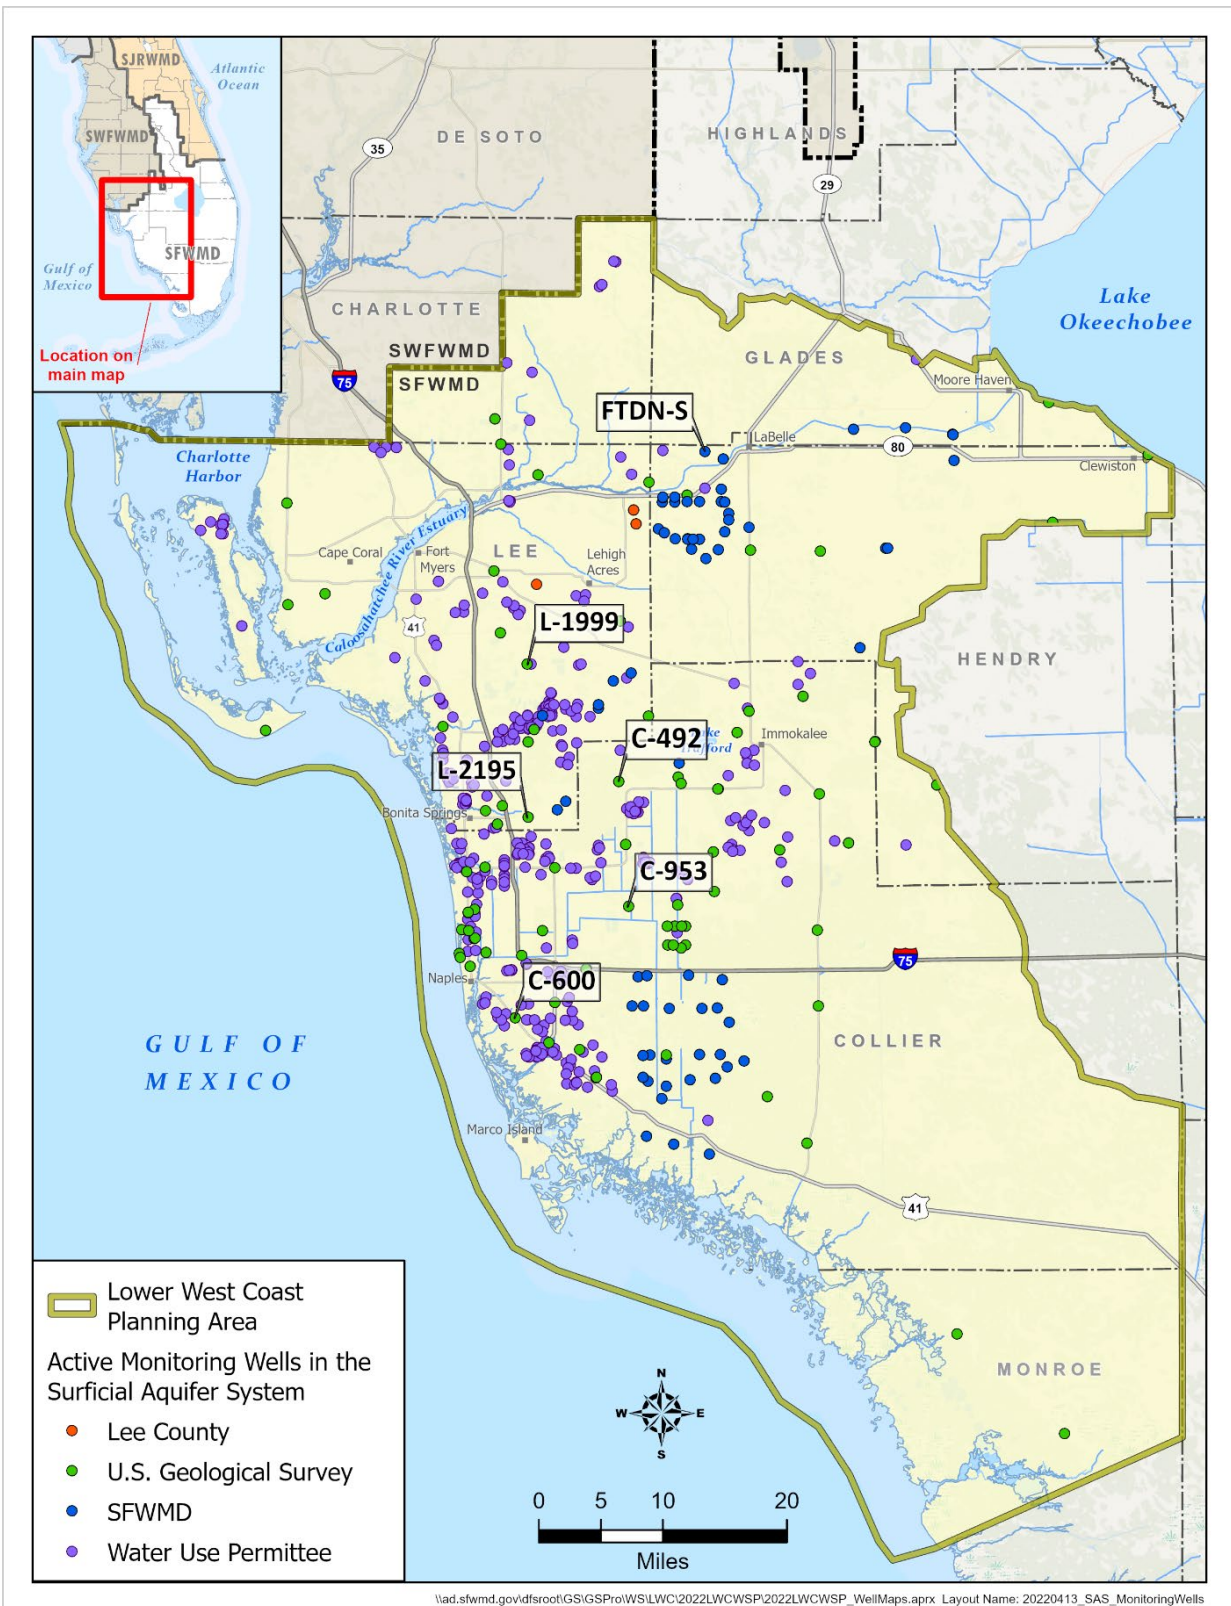 SJRWMD
Atlantic
Ocean
SWFWMD
SFWMD
Gulf of
Mexico
Location on
main map
DE SOTO
HIGHLANDS
35
29
CHARLOTTE
SWFWMD
SFWMD
75
Lake
Okeechobee
GLADES
Moore Haven
FTDN-S
LaBelle
80
Clewiston
Charlotte
Harbor
Caloosahatchee River Estuary
Cape Coral
Fort
Myers
LEE
Lehigh
Acres
41
L-1999
HENDRY
C-492
Immokalee
L-2195
Bonita Springs
C-953
75
Naples
C-600
COLLIER
GULF OF
MEXICO
Marco Island
41
MONROE
Lower West Coast
Planning Area
Active Monitoring Wells in the
Surficial Aquifer System
Lee County
U.S. Geological Survey
SFWMD
Water Use Permittee
N
W E
S
0 5 10 20
Miles
\\ad.sfwmd.gov\dfsroot\GS\GSPro\WS\LWC\2022LWCWSP\2022LWCWSP_WellMaps.aprx Layout Name: 20220413_SAS_MonitoringWells